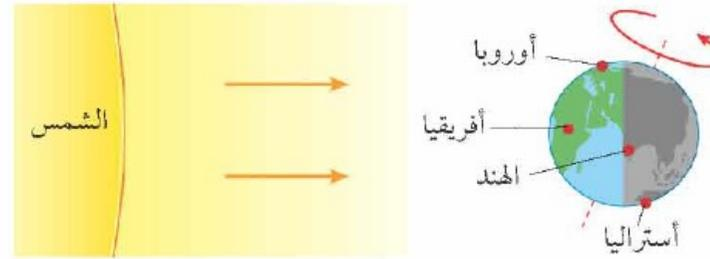 أوروبا
الشمس
أفريقيا
الهند
أستراليا